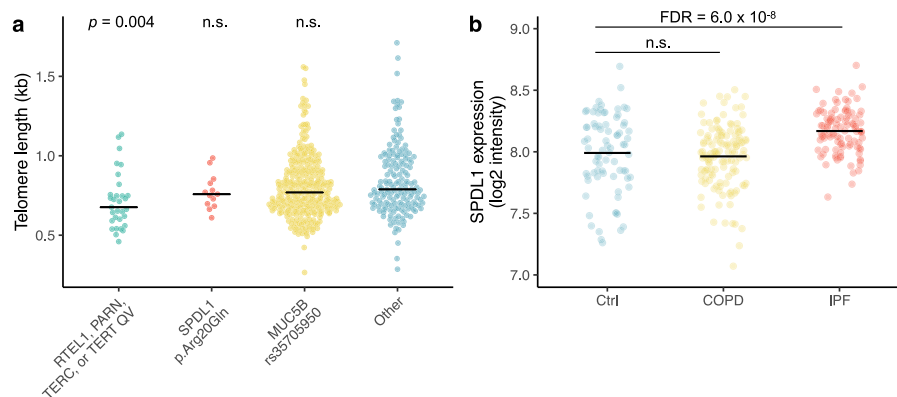 a
p = 0.004
n.s.
n.s.
Telomere length (kb)
1.5
1.0
0.5
RTEL1, PARN,
TERC, or TERT QV
SPDL1
p.Arg20Gln
MUC5B
rs35705950
Other
b
FDR = 6.0 x 10⁻⁸
n.s.
SPDL1 expression
(log2 intensity)
9.0
8.5
8.0
7.5
7.0
Ctrl
COPD
IPF